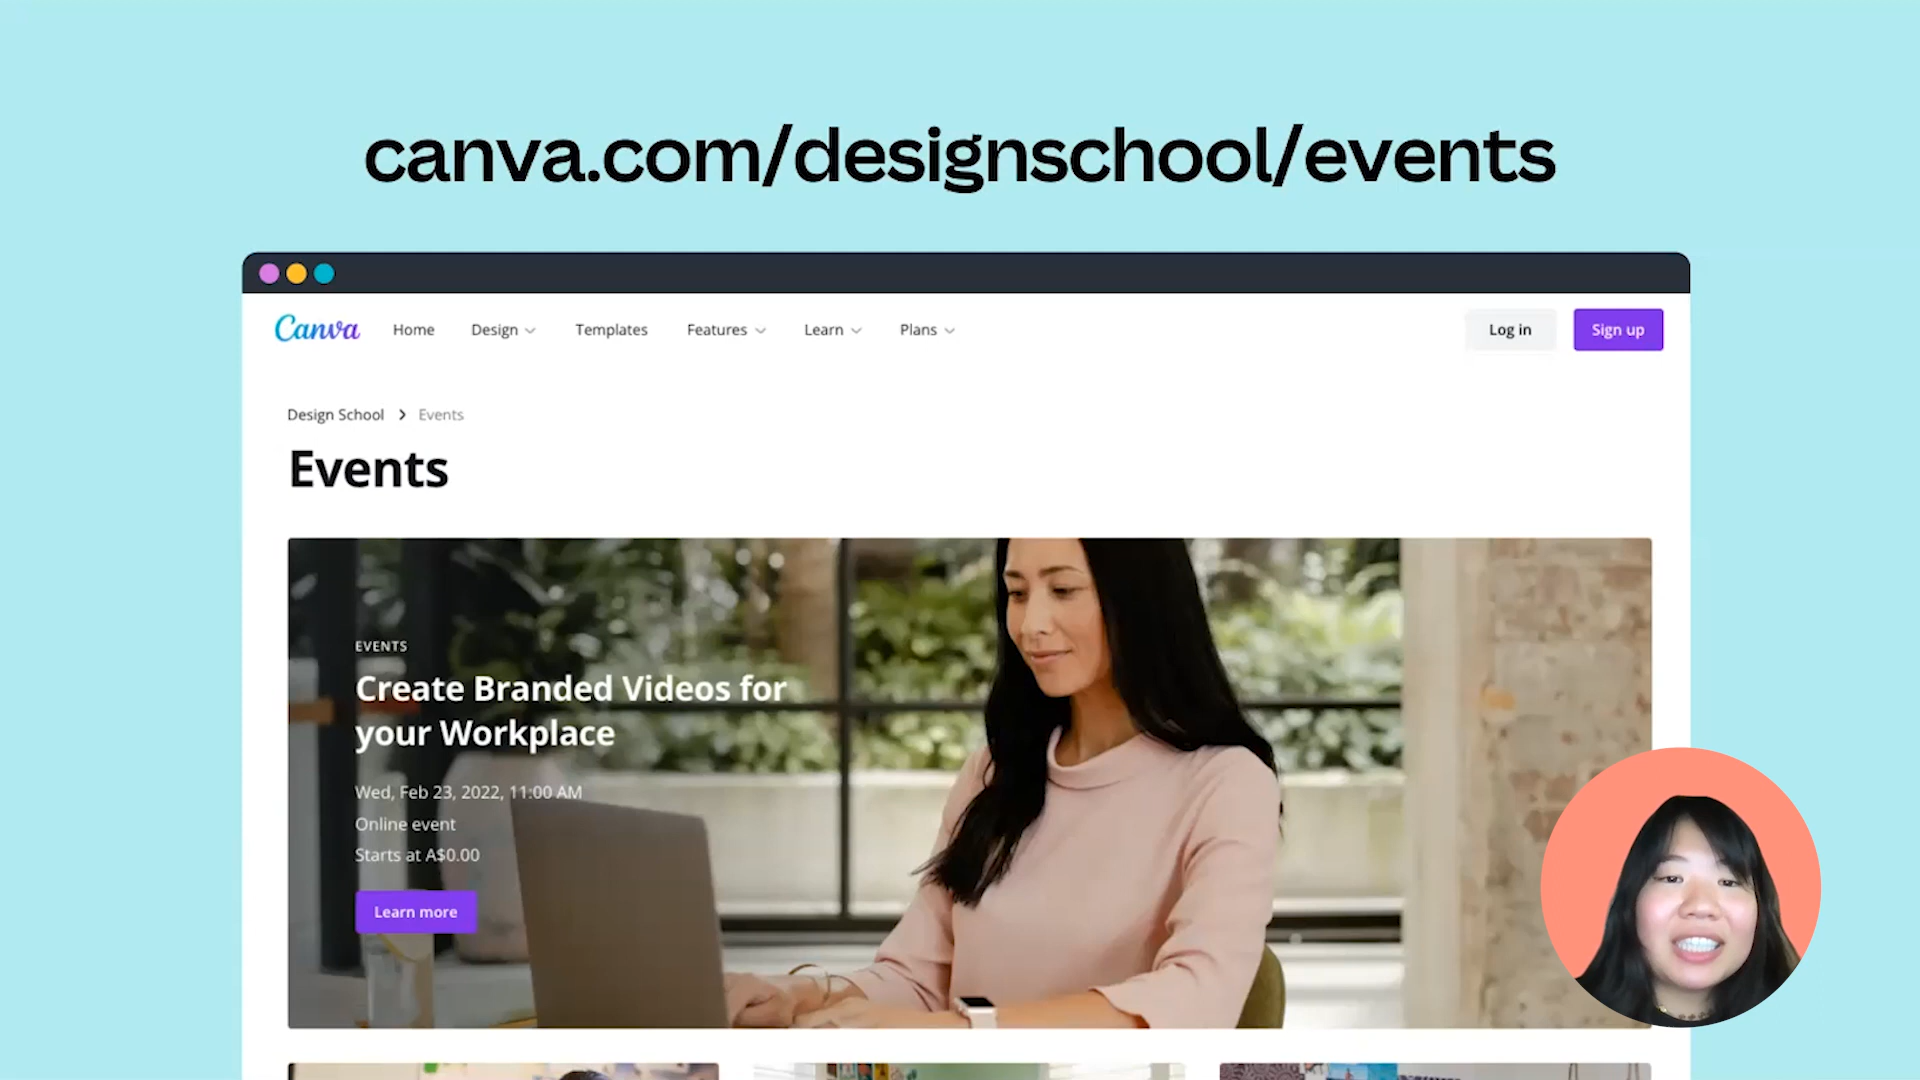 canva.com/designschool/events
Canva Home Design Templates Features Learn Plans Log in Sign up
Design School > Events
Events
EVENTS
Create Branded Videos for
your Workplace
Wed, Feb 23, 2022, 11:00 AM
Online event
Starts at A$0.00
Learn more